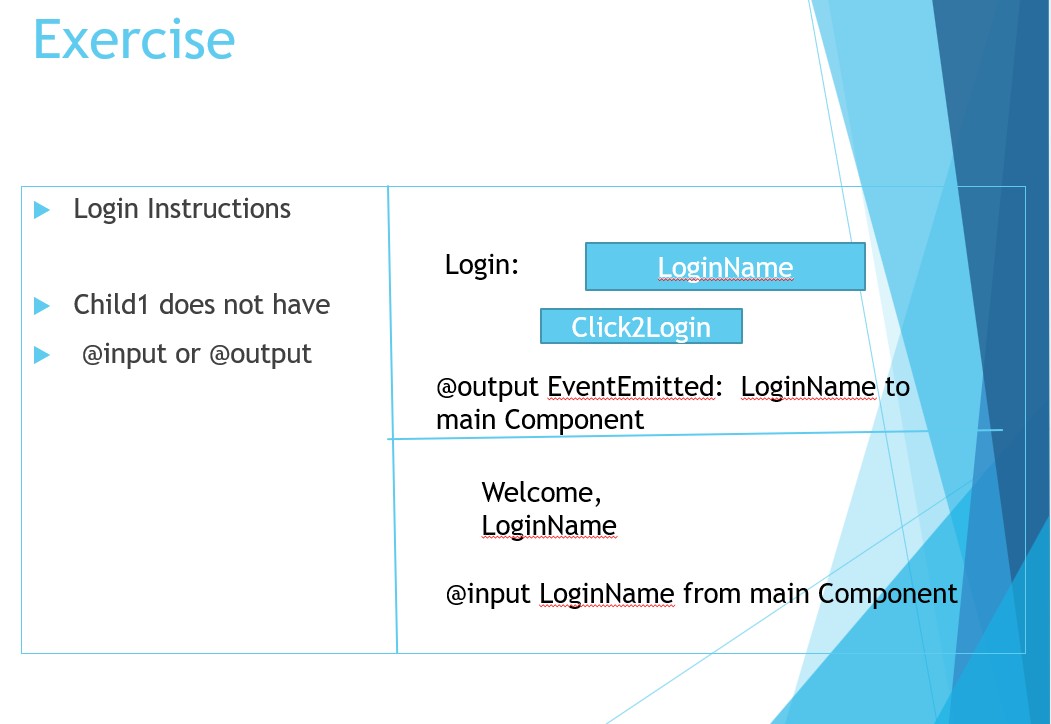 Exercise
Login Instructions
Child1 does not have
@input or @output
Login:
LoginName
Click2Login
@output EventEmitted: LoginName to
main Component
Welcome,
LoginName
@input LoginName from main Component